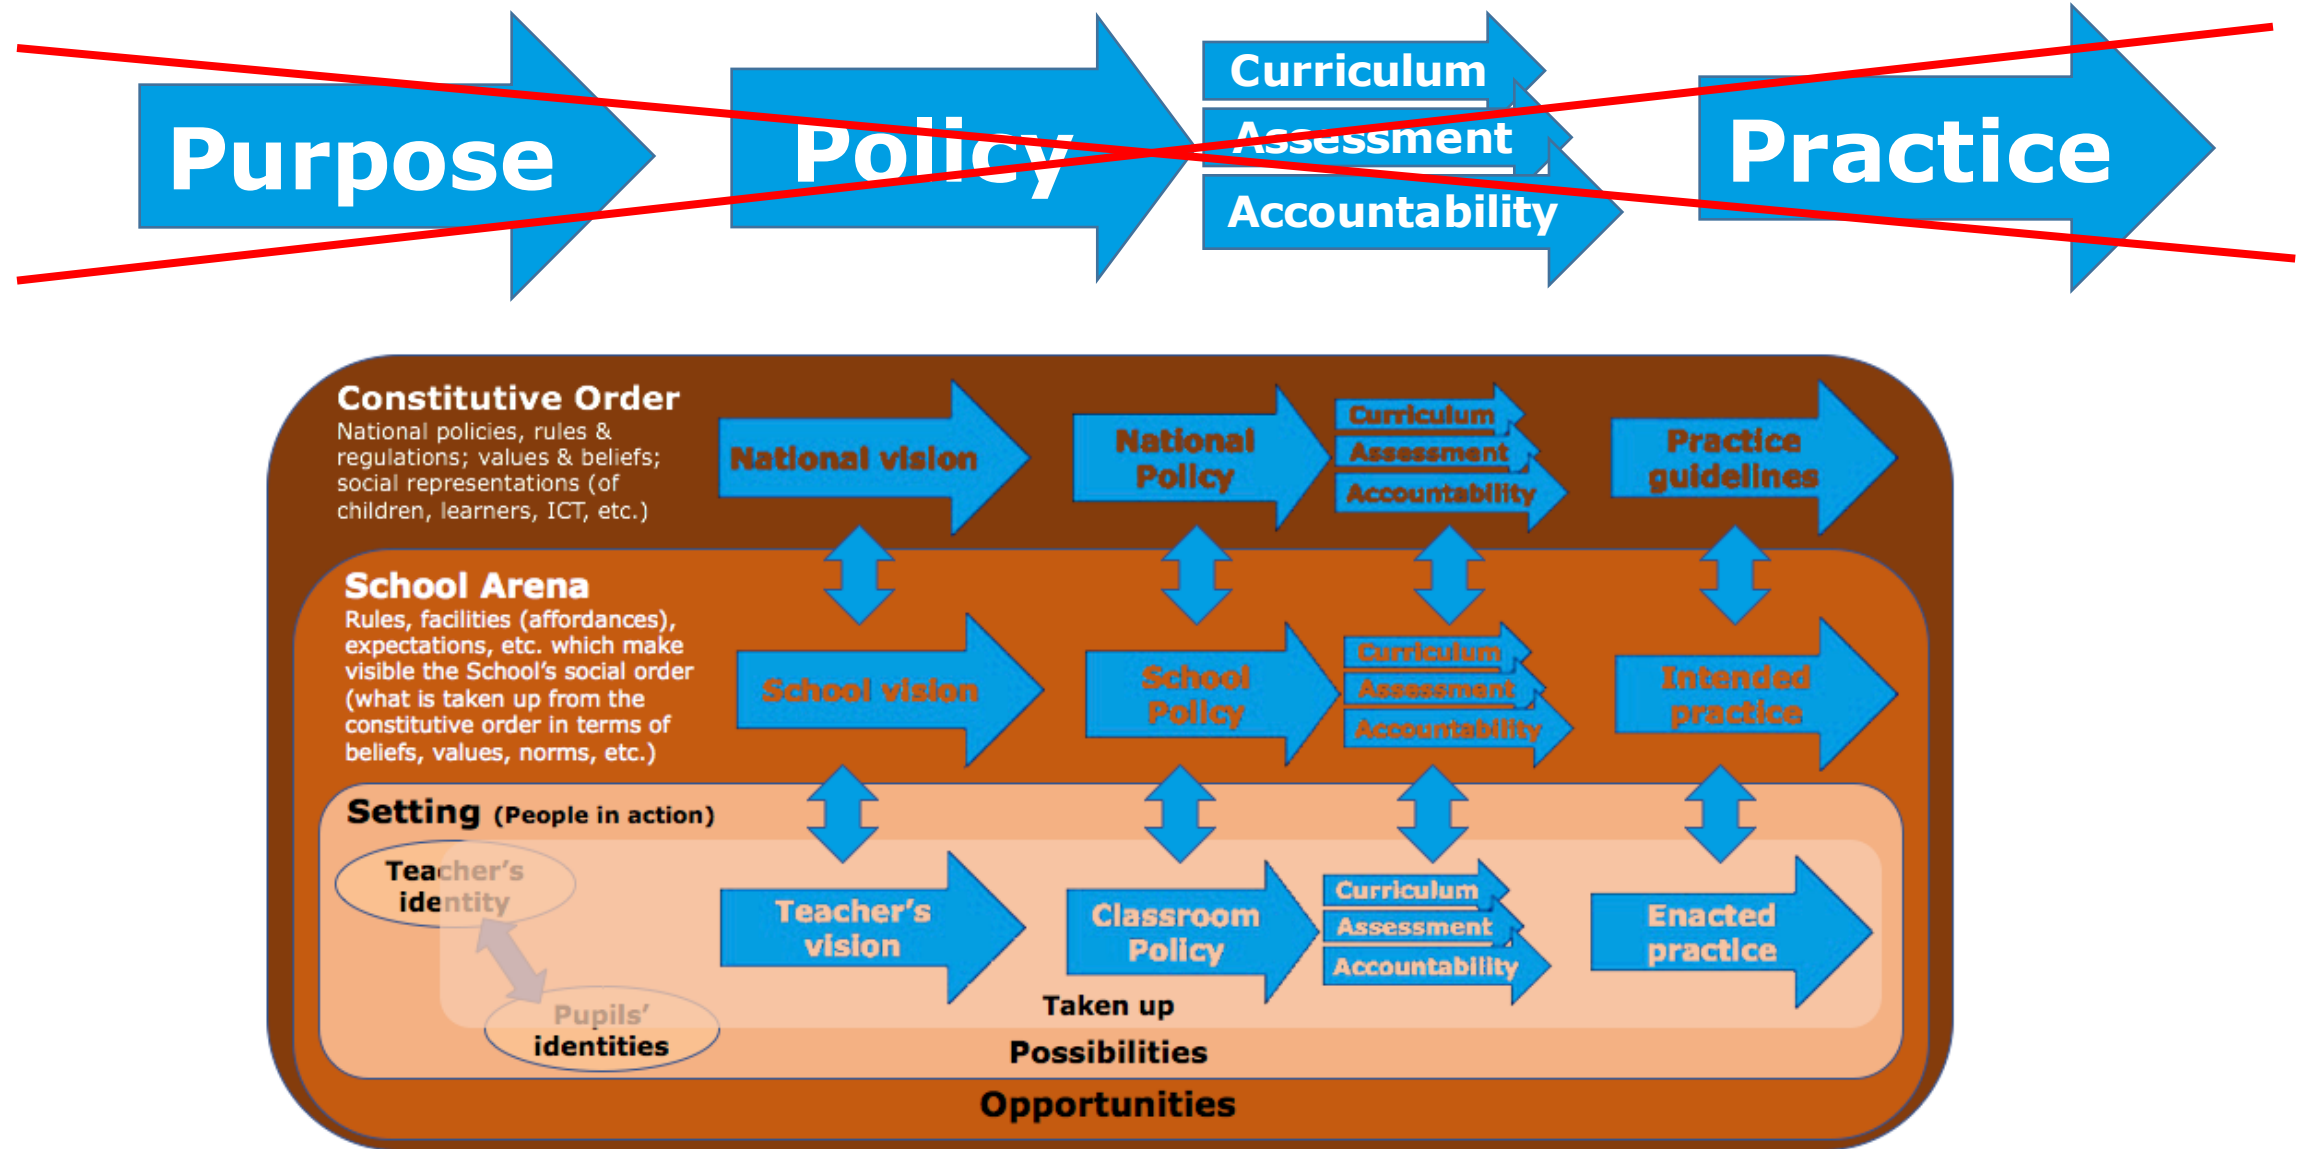 Purpose
Policy
Curriculum
Assessment
Accountability
Practice
Constitutive Order
National policies, rules &
regulations; values & beliefs;
social representations (of
children, learners, ICT, etc.)
National vision
National
Policy
Curriculum
Assessment
Accountability
Practice
guidelines
School Arena
Rules, facilities (affordances),
expectations, etc. which make
visible the School's social order
(what is taken up from the
constitutive order in terms of
beliefs, values, norms, etc.)
School vision
School
Policy
Curriculum
Assessment
Accountability
Intended
practice
Setting (People in action)
Teacher's
identity
Pupils'
identities
Teacher's
vision
Classroom
Policy
Curriculum
Assessment
Accountability
Enacted
practice
Taken up
Possibilities
Opportunities